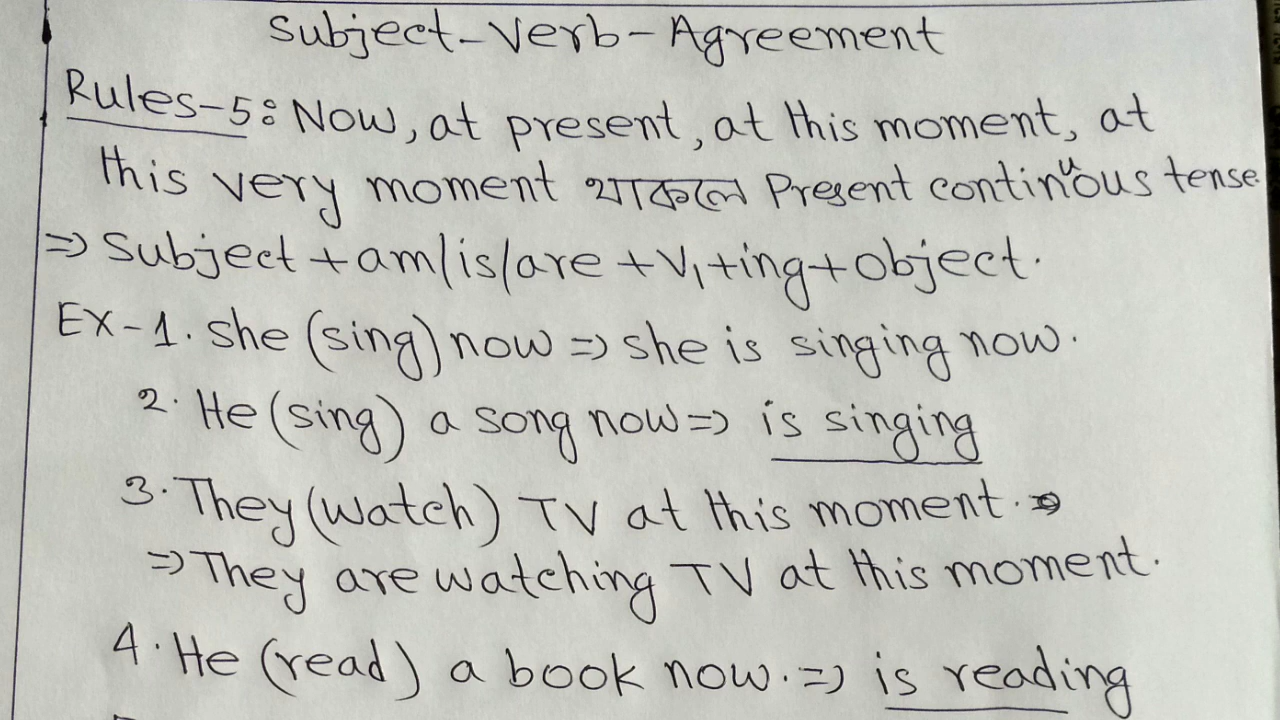 Subject-Verb-Agreement
Rules-5: Now, at present, at this moment, at
this very moment থাকলে Present continuous tense.
=> Subject + am/is/are + V₁+ing+object.
EX-1. She (sing) now => she is singing now.
2. He (sing) a song now => is singing
3. They (watch) TV at this moment.
=> They are watching TV at this moment.
4. He (read) a book now. => is reading